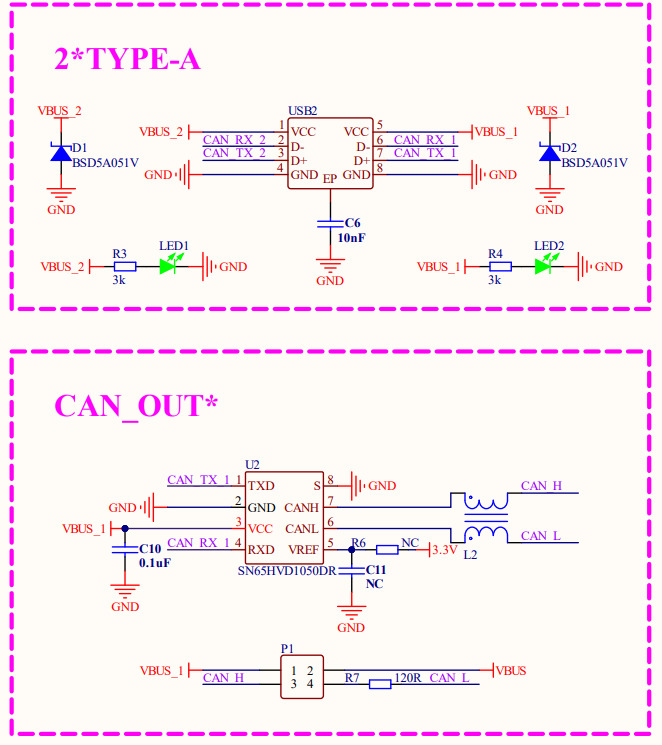 2*TYPE-A
VBUS_2
D1
BSD5A051V
GND
USB2
VBUS_2 1 VCC VCC 5 VBUS_1
CAN_RX_2 2 D- D- 6 CAN_RX_1
CAN_TX_2 3 D+ D+ 7 CAN_TX_1
GND 4 GND GND 8 GND
EP
C6
10nF
GND
VBUS_1
D2
BSD5A051V
GND
VBUS_2 R3 LED1 GND
3k
VBUS_1 R4 LED2 GND
3k
CAN_OUT*
U2
CAN_TX_1 1 TXD S 8 GND
GND 2 GND CANH 7 CAN_H
VBUS_1 3 VCC CANL 6 CAN_L
CAN_RX_1 4 RXD VREF 5 R6 NC 3.3V
L2
C10
0.1uF
GND
SN65HVD1050DR
C11
NC
GND
P1
VBUS_1 1 2 VBUS
CAN_H 3 4 R7 120R CAN_L